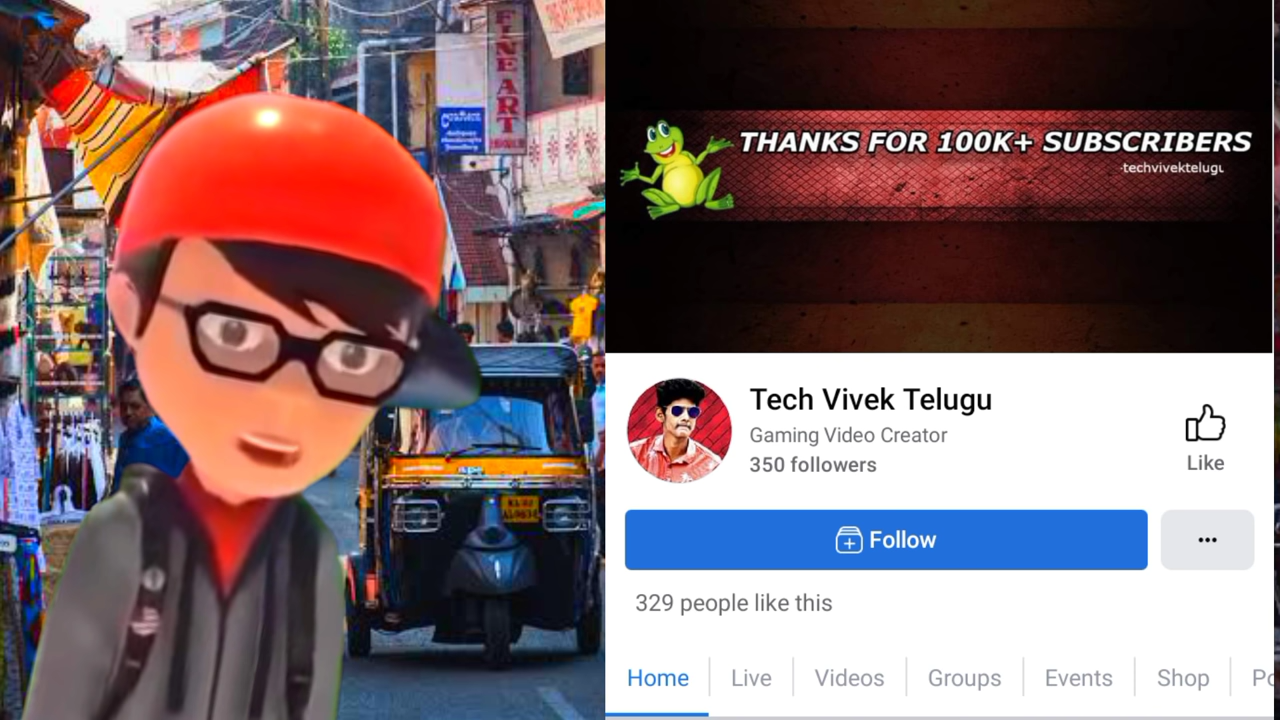 FINE ART
THANKS FOR 100K+ SUBSCRIBERS
-techvivektelugu
Tech Vivek Telugu
Gaming Video Creator
350 followers
Like
Follow
329 people like this
Home Live Videos Groups Events Shop Po